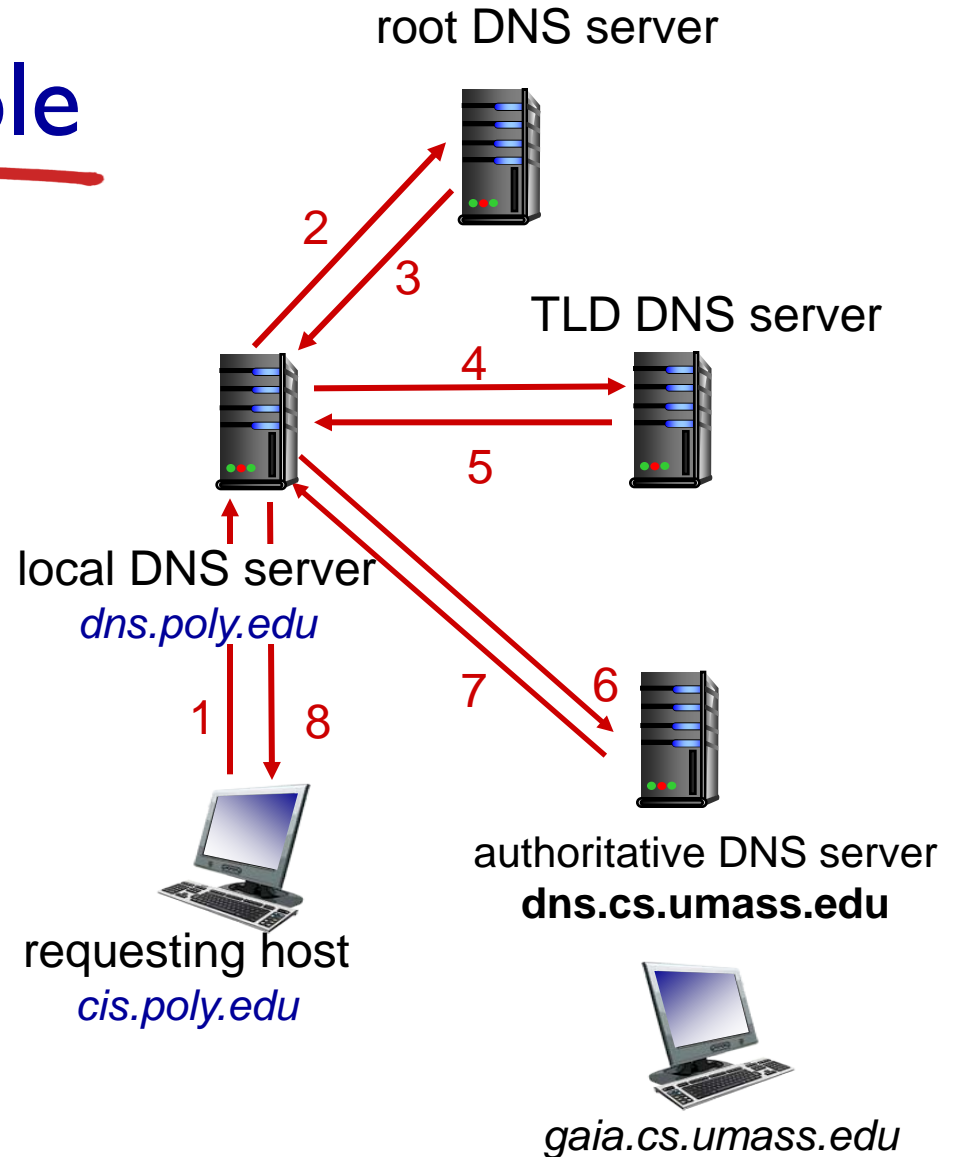 root DNS server
2
3
TLD DNS server
4
5
local DNS server
dns.poly.edu
1
8
7
6
requesting host
cis.poly.edu
authoritative DNS server
dns.cs.umass.edu
gaia.cs.umass.edu